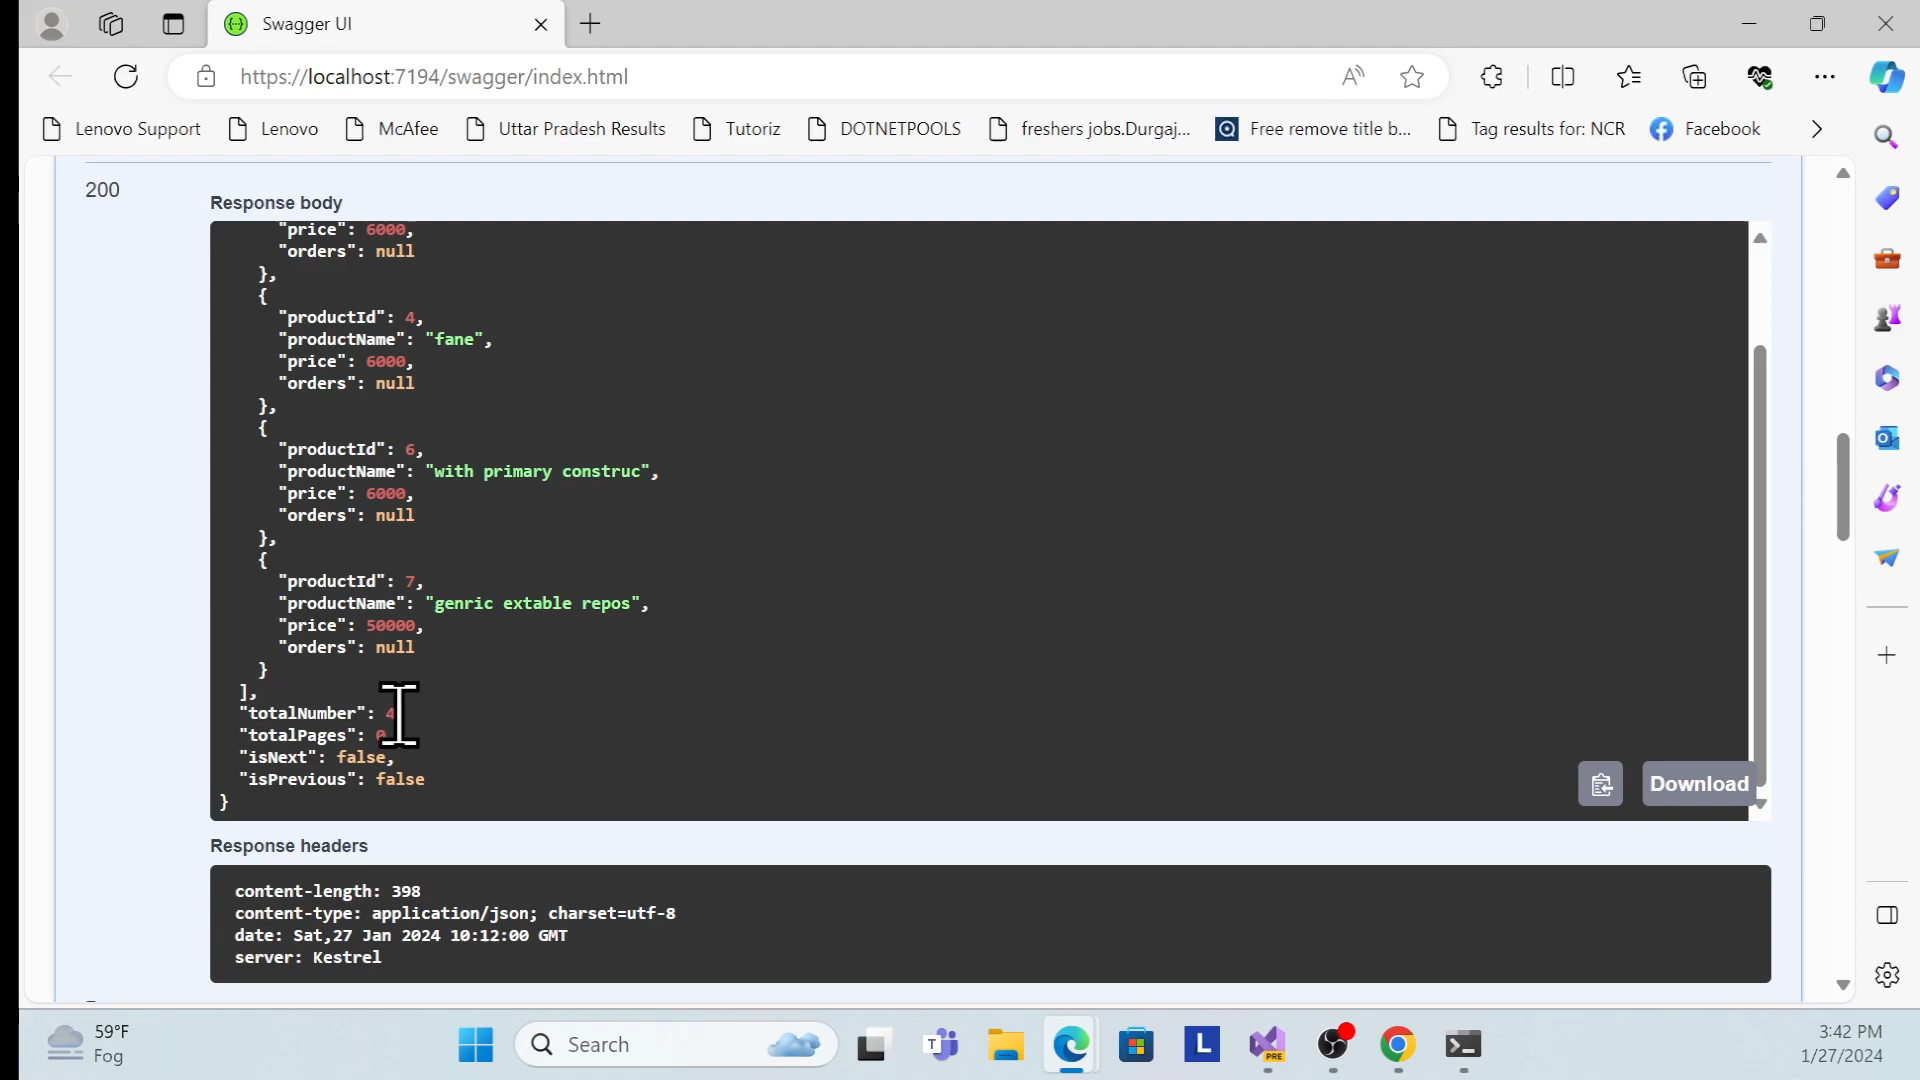 Swagger UI
https://localhost:7194/swagger/index.html
Lenovo Support
Lenovo
McAfee
Uttar Pradesh Results
Tutoriz
DOTNETPOOLS
freshers jobs.Durgaj...
Free remove title b...
Tag results for: NCR
Facebook
200
Response body
"price": 6000,
"orders": null
},
{
"productId": 4,
"productName": "fane",
"price": 6000,
"orders": null
},
{
"productId": 6,
"productName": "with primary construc",
"price": 6000,
"orders": null
},
{
"productId": 7,
"productName": "genric extable repos",
"price": 50000,
"orders": null
}
],
"totalNumber": 4
"totalPages": 0
"isNext": false,
"isPrevious": false
}
Download
Response headers
content-length: 398
content-type: application/json; charset=utf-8
date: Sat,27 Jan 2024 10:12:00 GMT
server: Kestrel
59°F
Fog
Search
3:42 PM
1/27/2024